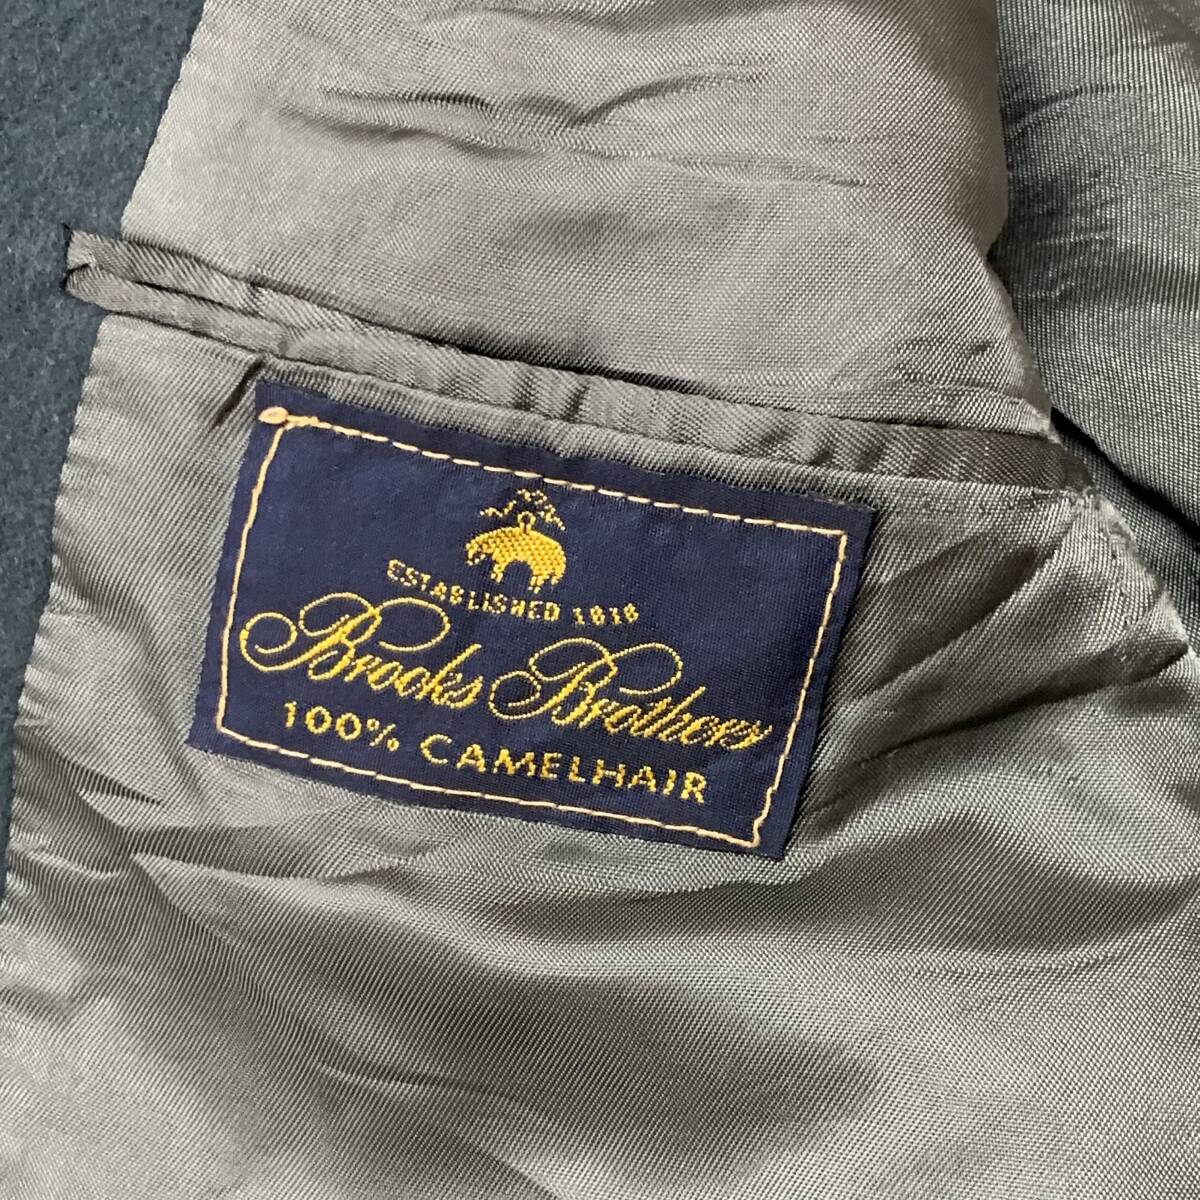 ESTABLISHED 1818
Brooks Brothers
100% CAMELHAIR